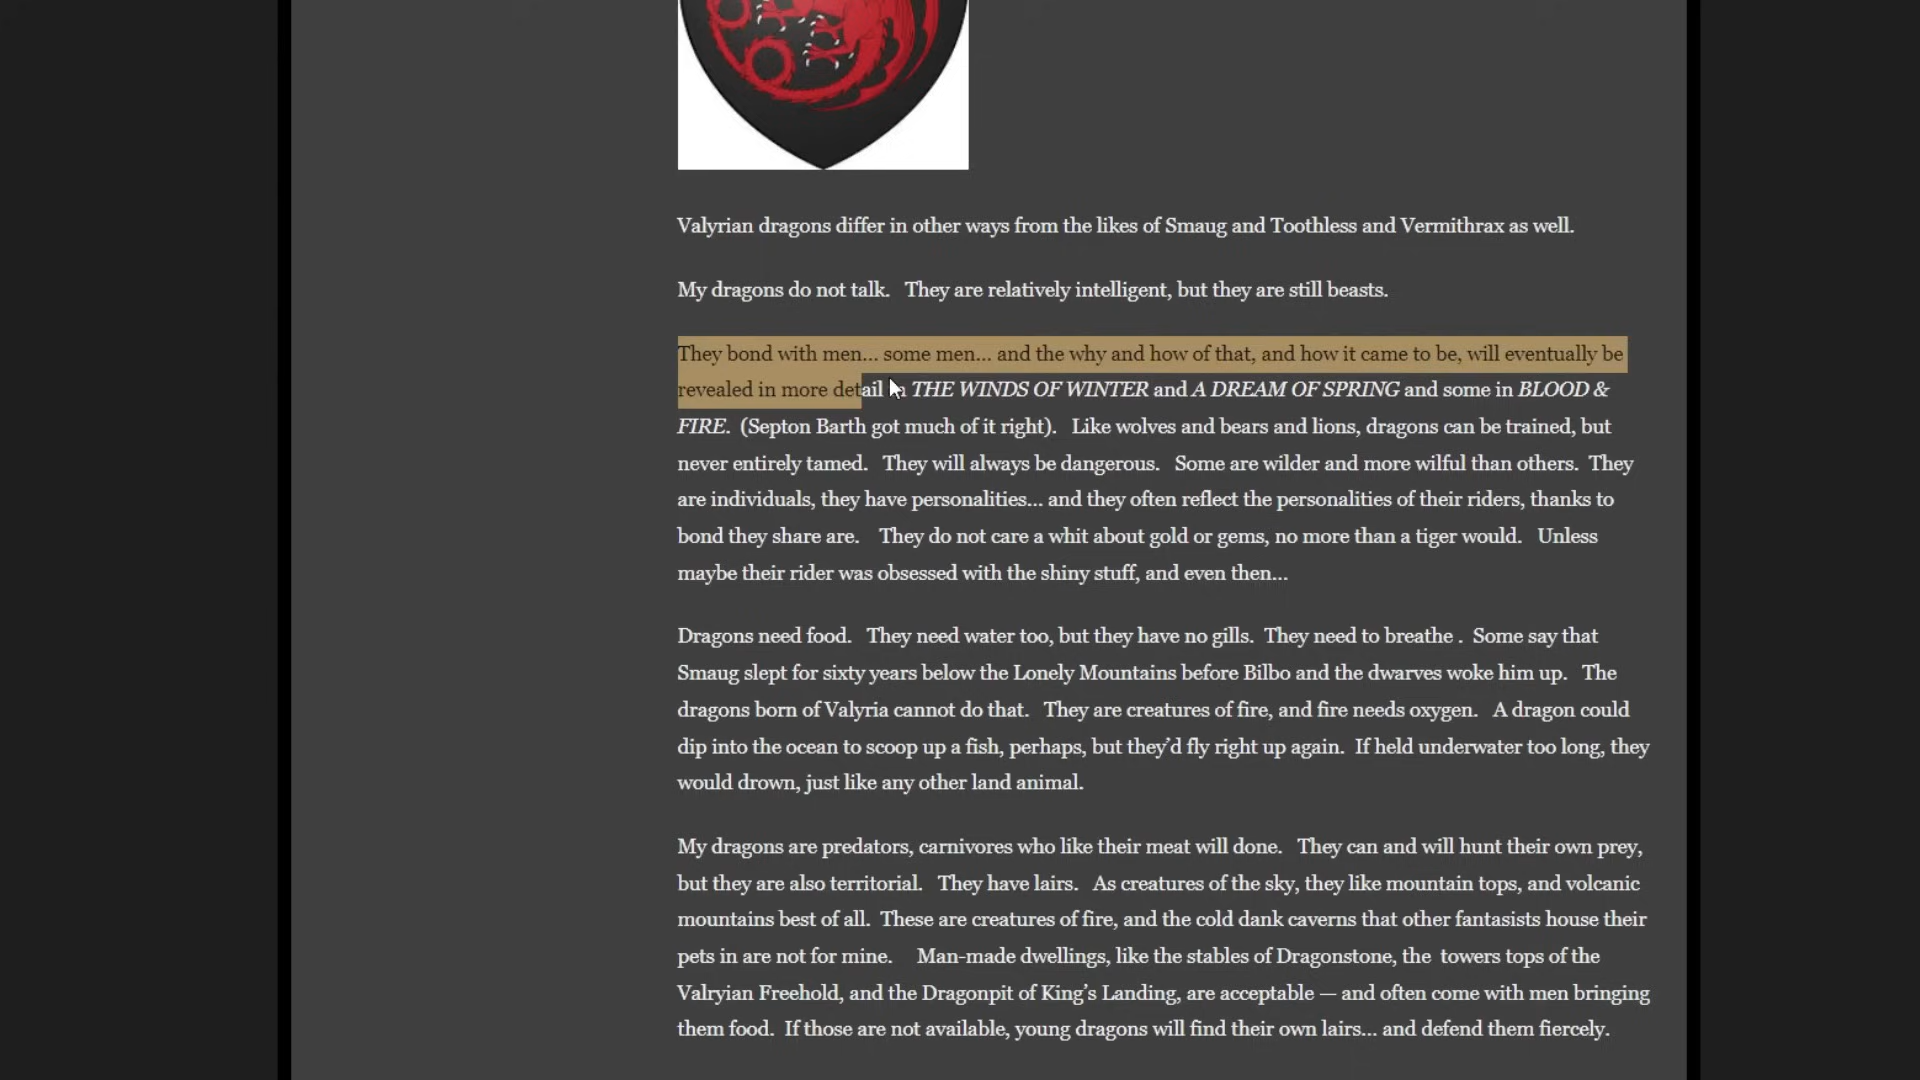 Valyrian dragons differ in other ways from the likes of Smaug and Toothless and Vermithrax as well.
My dragons do not talk. They are relatively intelligent, but they are still beasts.
They bond with men... some men... and the why and how of that, and how it came to be, will eventually be
revealed in more detail in THE WINDS OF WINTER and A DREAM OF SPRING and some in BLOOD &
FIRE. (Septon Barth got much of it right). Like wolves and bears and lions, dragons can be trained, but
never entirely tamed. They will always be dangerous. Some are wilder and more wilful than others. They
are individuals, they have personalities... and they often reflect the personalities of their riders, thanks to
bond they share are. They do not care a whit about gold or gems, no more than a tiger would. Unless
maybe their rider was obsessed with the shiny stuff, and even then...
Dragons need food. They need water too, but they have no gills. They need to breathe . Some say that
Smaug slept for sixty years below the Lonely Mountains before Bilbo and the dwarves woke him up. The
dragons born of Valyria cannot do that. They are creatures of fire, and fire needs oxygen. A dragon could
dip into the ocean to scoop up a fish, perhaps, but they’d fly right up again. If held underwater too long, they
would drown, just like any other land animal.
My dragons are predators, carnivores who like their meat will done. They can and will hunt their own prey,
but they are also territorial. They have lairs. As creatures of the sky, they like mountain tops, and volcanic
mountains best of all. These are creatures of fire, and the cold dank caverns that other fantasists house their
pets in are not for mine. Man-made dwellings, like the stables of Dragonstone, the towers tops of the
Valryian Freehold, and the Dragonpit of King’s Landing, are acceptable — and often come with men bringing
them food. If those are not available, young dragons will find their own lairs... and defend them fiercely.